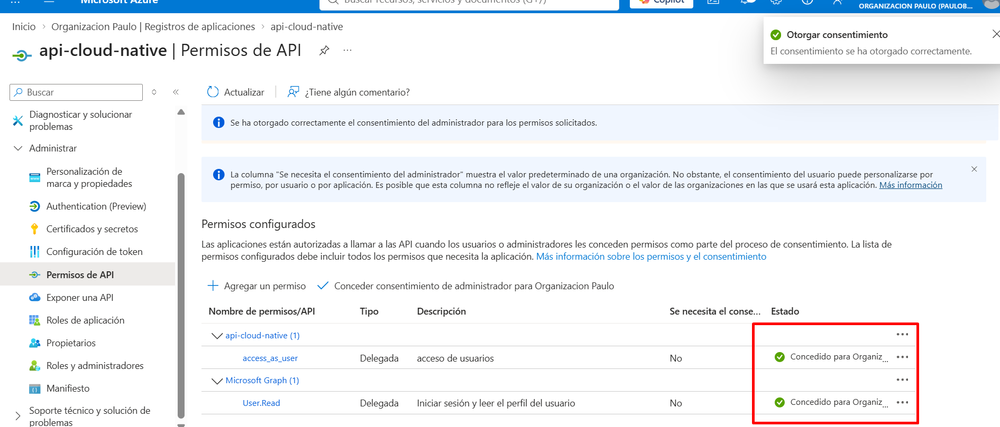 Microsoft Azure
Buscar recursos, servicios y documentos (G+/)
Copilot
ORGANIZACION PAULO (PAULOB...
Inicio > Organizacion Paulo | Registros de aplicaciones > api-cloud-native
api-cloud-native | Permisos de API
...
Otorgar consentimiento
El consentimiento se ha otorgado correctamente.
Buscar
Diagnosticar y solucionar
problemas
Administrar
Personalización de
marca y propiedades
Authentication (Preview)
Certificados y secretos
Configuración de token
Permisos de API
Exponer una API
Roles de aplicación
Propietarios
Roles y administradores
Manifiesto
Soporte técnico y solución de
problemas
Actualizar
¿Tiene algún comentario?
Se ha otorgado correctamente el consentimiento del administrador para los permisos solicitados.
La columna "Se necesita el consentimiento del administrador" muestra el valor predeterminado de una organización. No obstante, el consentimiento del usuario puede personalizarse por
permiso, por usuario o por aplicación. Es posible que esta columna no refleje el valor de su organización o el valor de las organizaciones en las que se usará esta aplicación. Más información
Permisos configurados
Las aplicaciones están autorizadas a llamar a las API cuando los usuarios o administradores les conceden permisos como parte del proceso de consentimiento. La lista de
permisos configurados debe incluir todos los permisos que necesita la aplicación. Más información sobre los permisos y el consentimiento
Agregar un permiso
Conceder consentimiento de administrador para Organizacion Paulo
Nombre de permisos/API Tipo Descripción Se necesita el conse... Estado
api-cloud-native (1)
access_as_user Delegada acceso de usuarios No Concedido para Organiz...
Microsoft Graph (1)
User.Read Delegada Iniciar sesión y leer el perfil del usuario No Concedido para Organiz...